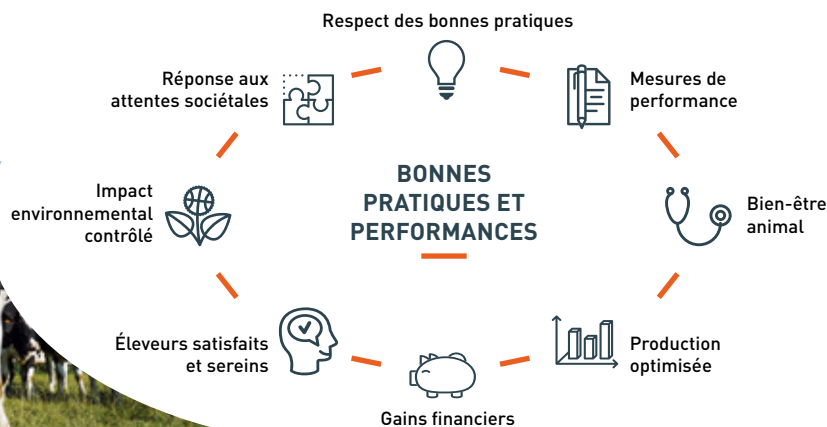 Respect des bonnes pratiques
Réponse aux
attentes sociétales
Mesures de
performance
BONNES
PRATIQUES ET
PERFORMANCES
Impact
environnemental
contrôlé
Bien-être
animal
Éleveurs satisfaits
et sereins
Production
optimisée
Gains financiers